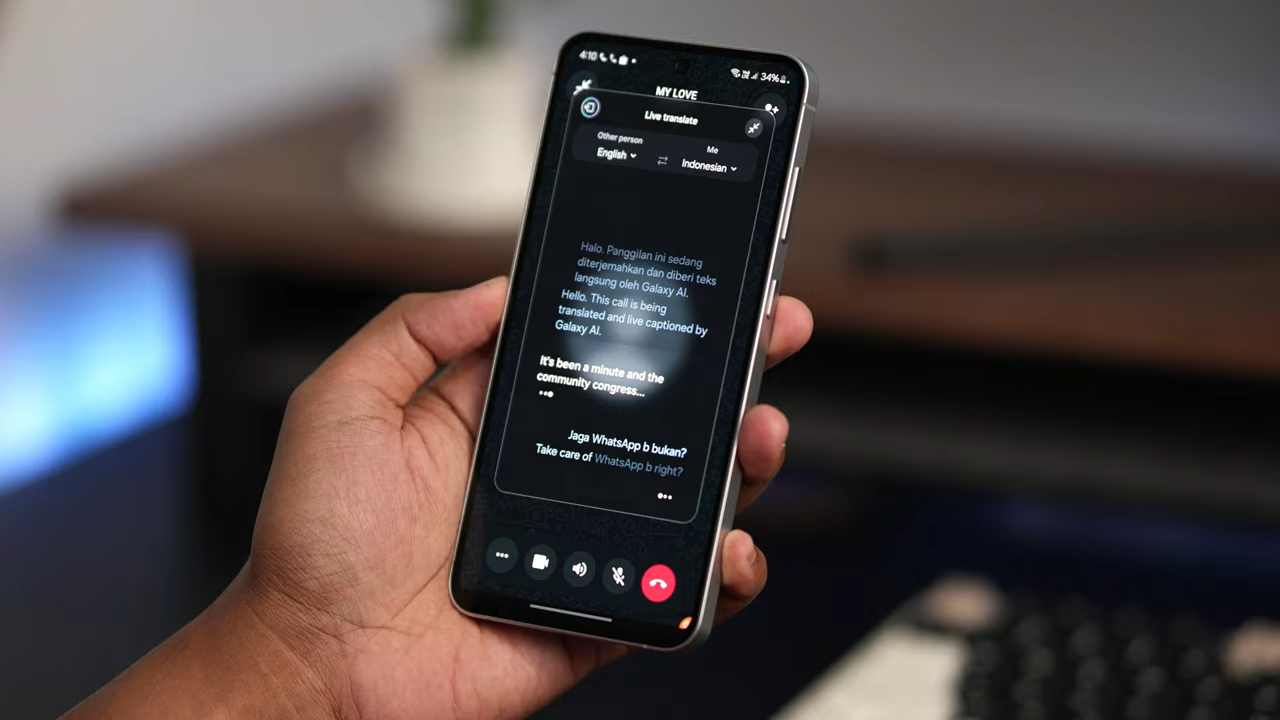 4:10
34%
MY LOVE
Live translate
Other person
Me
English
Indonesian
Halo. Panggilan ini sedang
diterjemahkan dan diberi teks
langsung oleh Galaxy AI.
Hello. This call is being
translated and live captioned by
Galaxy AI.
It's been a minute and the
community congress...
Jaga WhatsApp b bukan?
Take care of WhatsApp b right?